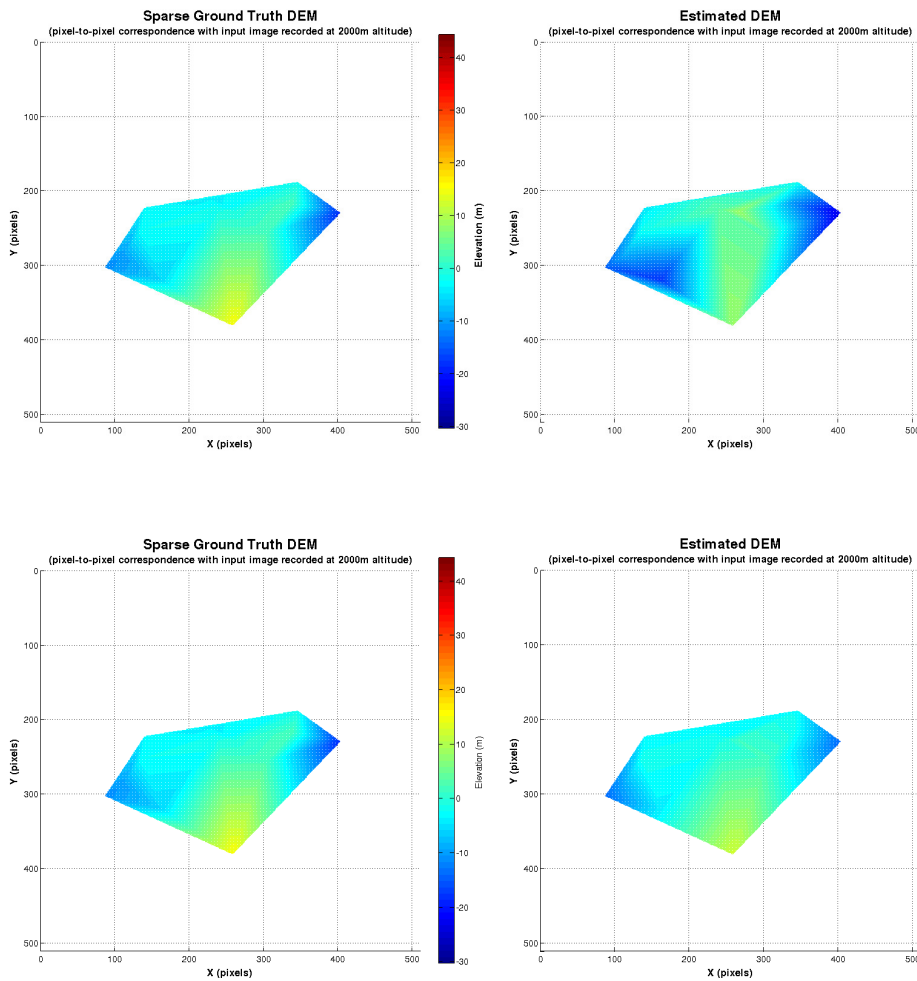 Sparse Ground Truth DEM
(pixel-to-pixel correspondence with input image recorded at 2000m altitude)
0
100
200
300
400
500
Y (pixels)
0 100 200 300 400 500
X (pixels)
40
30
20
10
0
-10
-20
-30
Elevation (m)
Estimated DEM
(pixel-to-pixel correspondence with input image recorded at 2000m altitude)
0
100
200
300
400
500
Y (pixels)
0 100 200 300 400 500
X (pixels)
Sparse Ground Truth DEM
(pixel-to-pixel correspondence with input image recorded at 2000m altitude)
0
100
200
300
400
500
Y (pixels)
0 100 200 300 400 500
X (pixels)
40
30
20
10
0
-10
-20
-30
Elevation (m)
Estimated DEM
(pixel-to-pixel correspondence with input image recorded at 2000m altitude)
0
100
200
300
400
500
Y (pixels)
0 100 200 300 400 500
X (pixels)